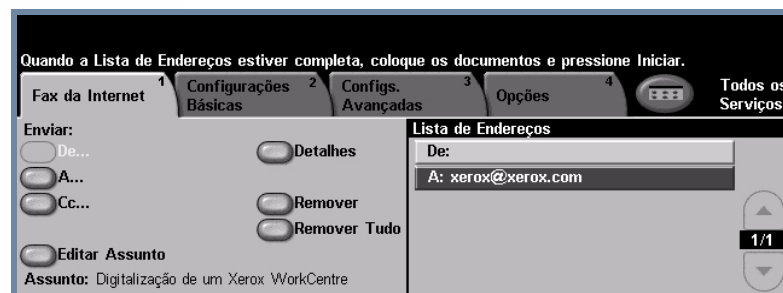 Quando a Lista de Endereços estiver completa, coloque os documentos e pressione Iniciar.
Fax da Internet 1
Configurações Básicas 2
Configs. Avançadas 3
Opções 4
Todos os
Serviços
Enviar:
De...
Detalhes
A...
Cc...
Remover
Remover Tudo
Editar Assunto
Assunto: Digitalização de um Xerox WorkCentre
Lista de Endereços
De:
A: xerox@xerox.com
1/1